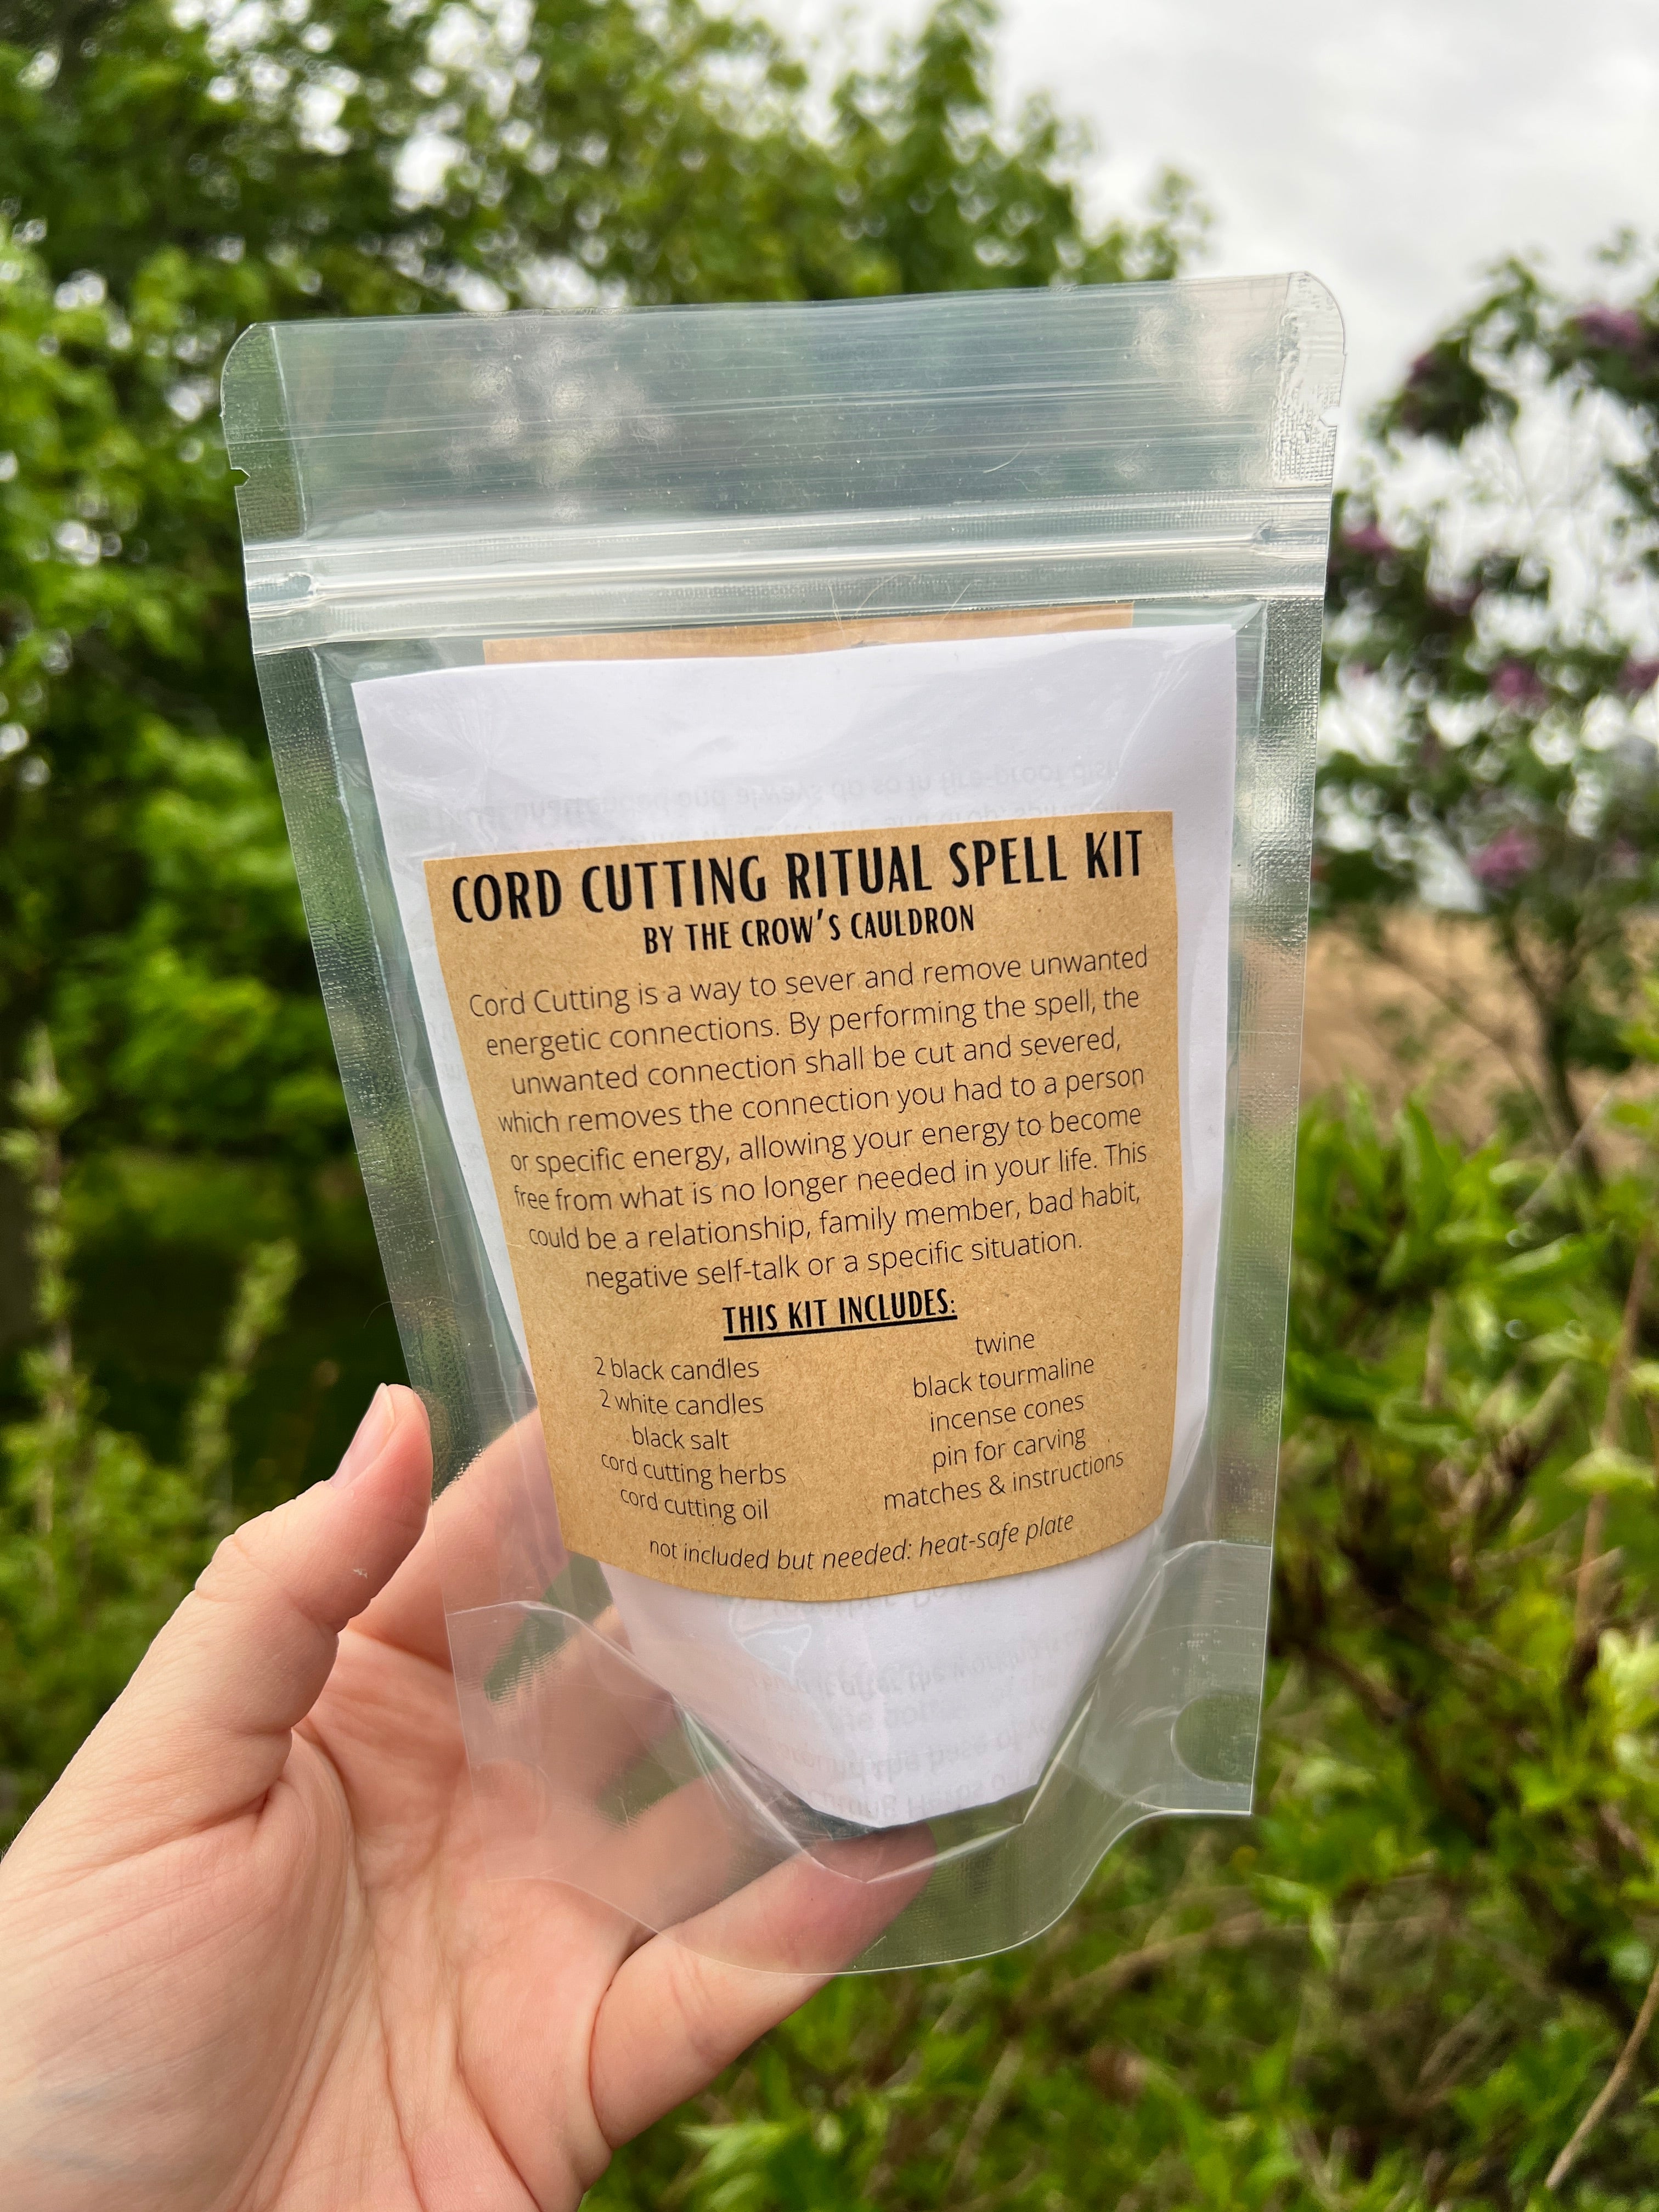 CORD CUTTING RITUAL SPELL KIT
BY THE CROW'S CAULDRON
Cord Cutting is a way to sever and remove unwanted
energetic connections. By performing the spell, the
unwanted connection shall be cut and severed,
which removes the connection you had to a person
or specific energy, allowing your energy to become
free from what is no longer needed in your life. This
could be a relationship, family member, bad habit,
negative self-talk or a specific situation.
THIS KIT INCLUDES:
2 black candles
2 white candles
black salt
cord cutting herbs
cord cutting oil
twine
black tourmaline
incense cones
pin for carving
matches & instructions
not included but needed: heat-safe plate